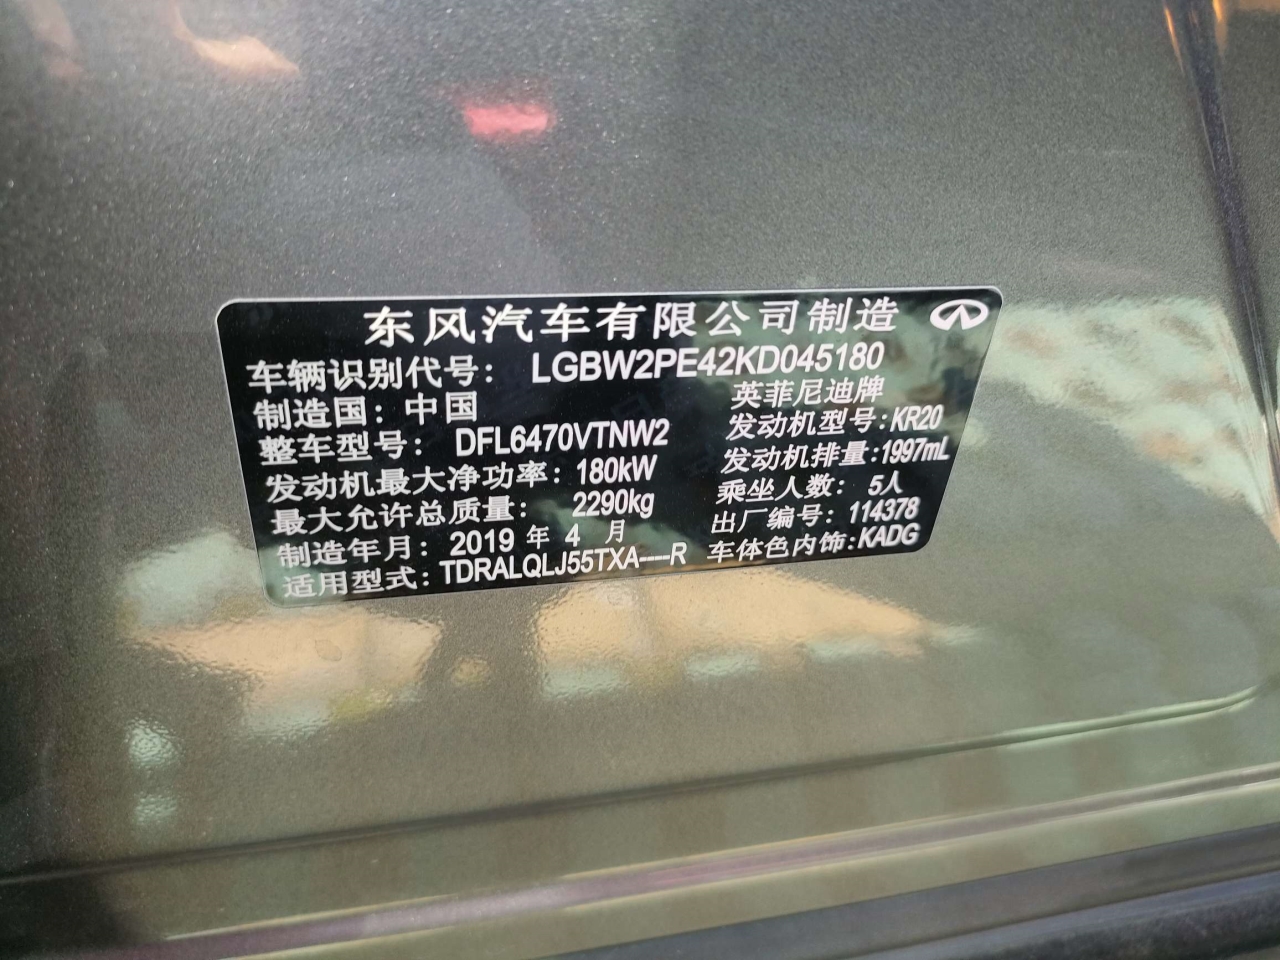 东风汽车有限公司制造
车辆识别代号: LGBW2PE42KD045180
制造国: 中国 英菲尼迪牌
整车型号: DFL6470VTNW2 发动机型号:KR20
发动机最大净功率: 180kW 发动机排量:1997mL
最大允许总质量: 2290kg 乘坐人数: 5人
制造年月: 2019 年 4 月 出厂编号: 114378
适用型式: TDRALQLJ55TXA----R 车体色内饰:KADG